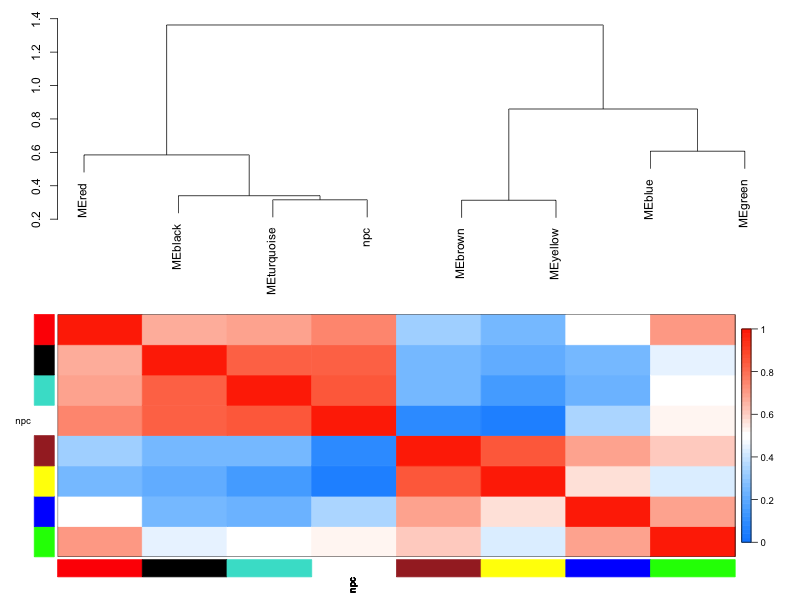 1.4
1.2
1.0
0.8
0.6
0.4
0.2
MEred
MEblack
MEturquoise
npc
MEbrown
MEyellow
MEblue
MEgreen
npc
1
0.8
0.6
0.4
0.2
0
npc